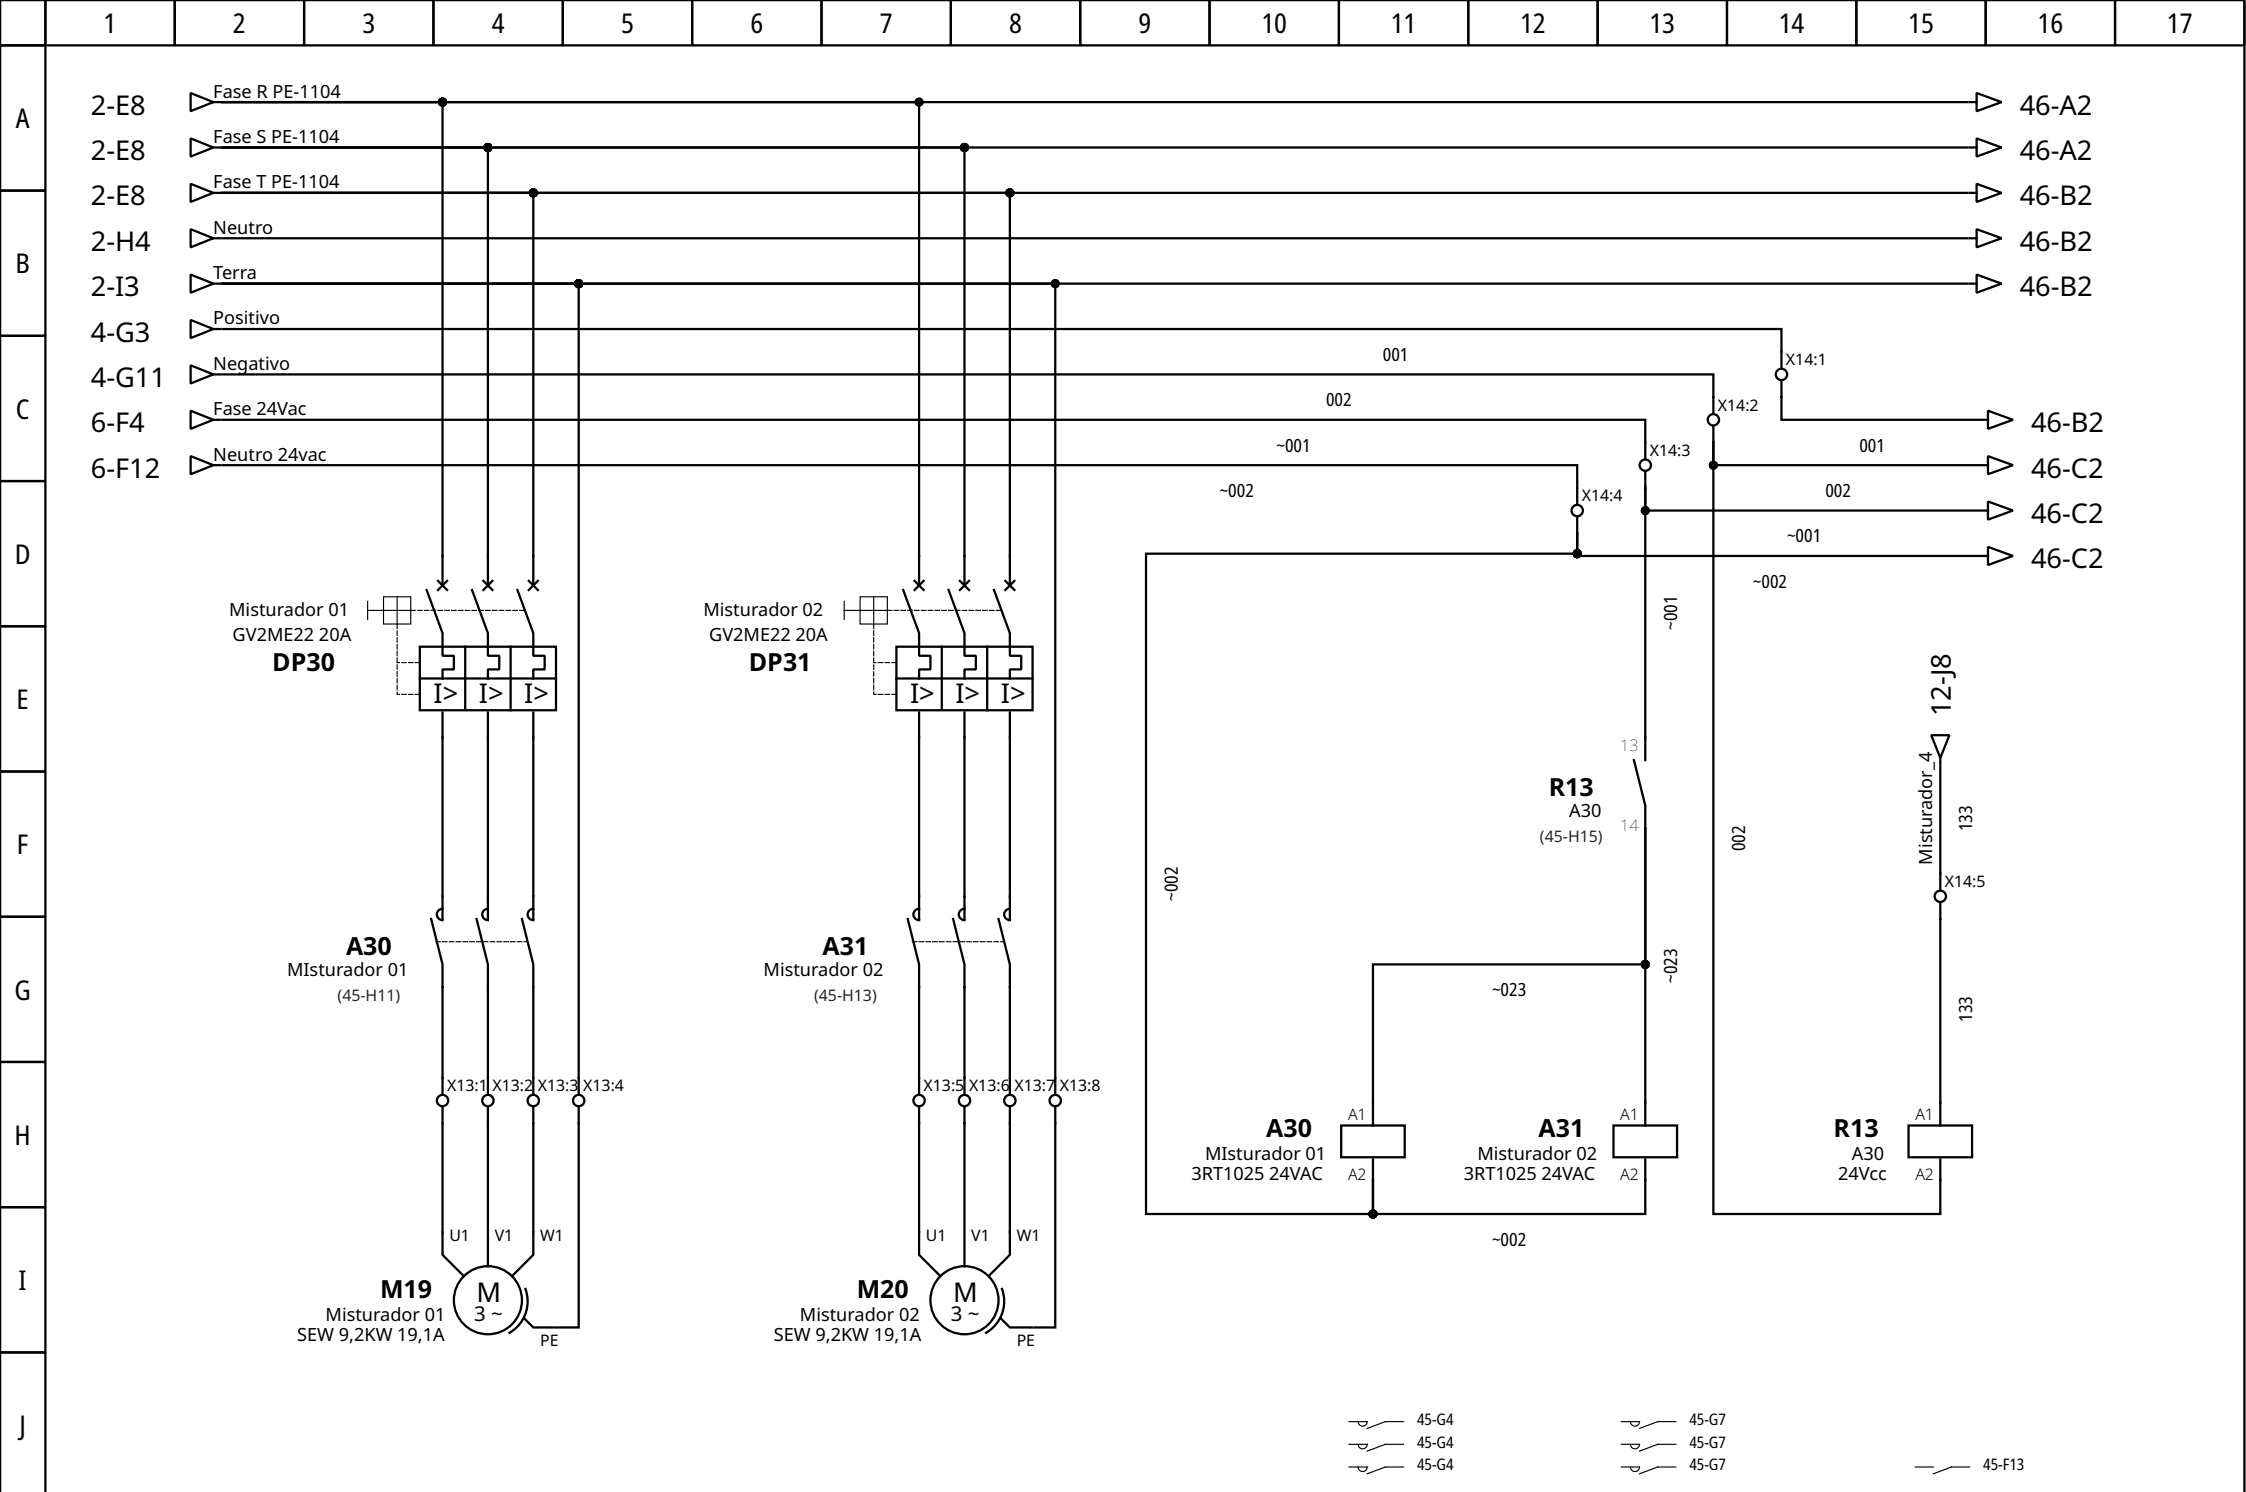 1 2 3 4 5 6 7 8 9 10 11 12 13 14 15 16 17
A
B
C
D
E
F
G
H
I
J
2-E8 Fase R PE-1104 46-A2
2-E8 Fase S PE-1104 46-A2
2-E8 Fase T PE-1104 46-B2
2-H4 Neutro 46-B2
2-I3 Terra 46-B2
4-G3 Positivo
001 X14:1
4-G11 Negativo
002 X14:2
6-F4 Fase 24Vac 46-B2
~001 X14:3 001
6-F12 Neutro 24vac 46-C2
~002 X14:4 002
46-C2
~001
46-C2
~002
Misturador 01
GV2ME22 20A
DP30
I> I> I>
Misturador 02
GV2ME22 20A
DP31
I> I> I>
~001
12-J8
Misturador_4
133
X14:5
133
13
R13
A30
14
(45-H15)
002
~002
~023
~023
A30
MIsturador 01
(45-H11)
A31
Misturador 02
(45-H13)
X13:1 X13:2 X13:3 X13:4
X13:5 X13:6 X13:7 X13:8
A1
A30
MIsturador 01
3RT1025 24VAC
A2
A1
A31
Misturador 02
3RT1025 24VAC
A2
A1
R13
A30
24Vcc
A2
~002
U1 V1 W1
M19
Misturador 01
SEW 9,2KW 19,1A
M
3 ~
PE
U1 V1 W1
M20
Misturador 02
SEW 9,2KW 19,1A
M
3 ~
PE
45-G4
45-G4
45-G4
45-G7
45-G7
45-G7
45-F13